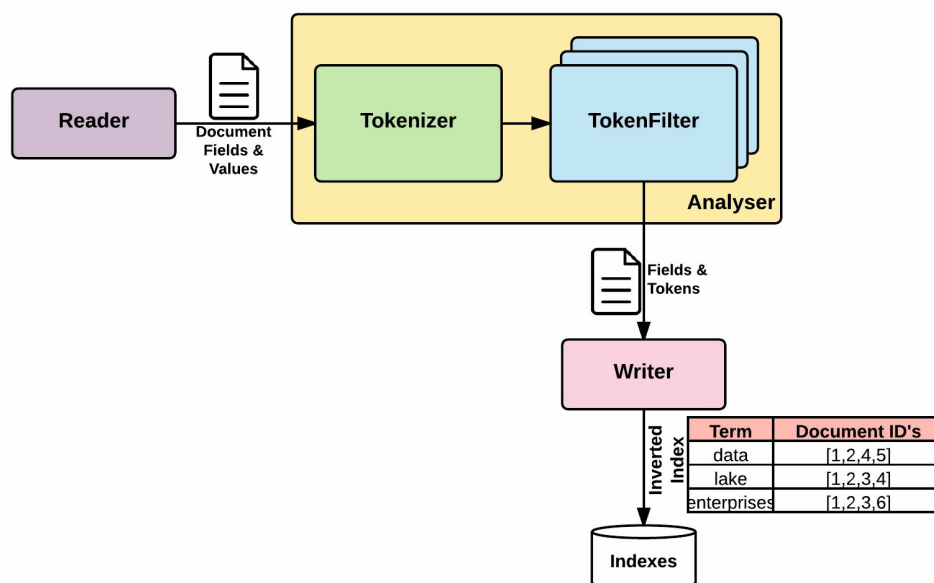 Reader
Document
Fields &
Values
Tokenizer
TokenFilter
Analyser
Fields &
Tokens
Writer
Inverted
Index
Term Document ID's
data [1,2,4,5]
lake [1,2,3,4]
enterprises [1,2,3,6]
Indexes